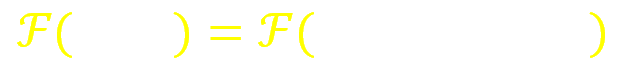 ℱ( ) = ℱ( )